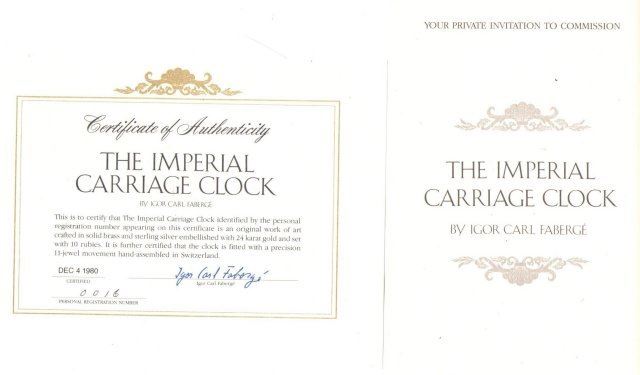 Certificate of Authenticity
THE IMPERIAL
CARRIAGE CLOCK
BY IGOR CARL FABERGÉ
This is to certify that The Imperial Carriage Clock identified by the personal
registration number appearing on this certificate is an original work of art
crafted in solid brass and sterling silver embellished with 24 karat gold and set
with 10 rubies. It is further certified that the clock is fitted with a precision
11-jewel movement hand-assembled in Switzerland.
DEC 4 1980
CERTIFIED
Igor Carl Fabergé
Igor Carl Fabergé
0016
PERSONAL REGISTRATION NUMBER
YOUR PRIVATE INVITATION TO COMMISSION
THE IMPERIAL
CARRIAGE CLOCK
BY IGOR CARL FABERGÉ